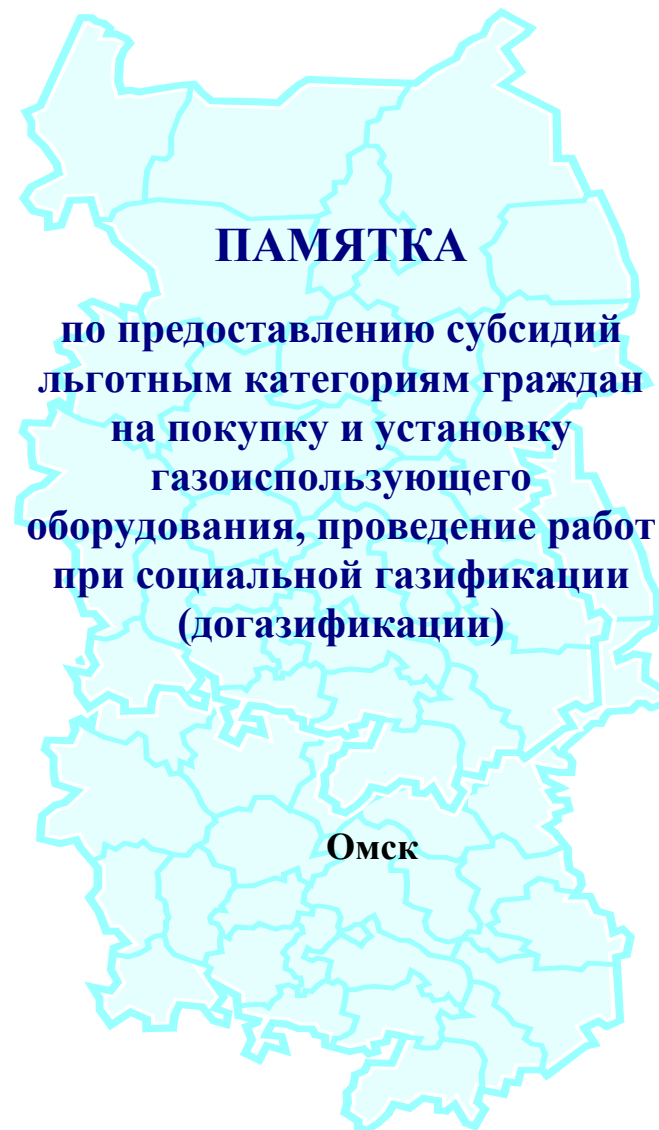 ПАМЯТКА
по предоставлению субсидий
льготным категориям граждан
на покупку и установку
газоиспользующего
оборудования, проведение работ
при социальной газификации
(догазификации)
Омск